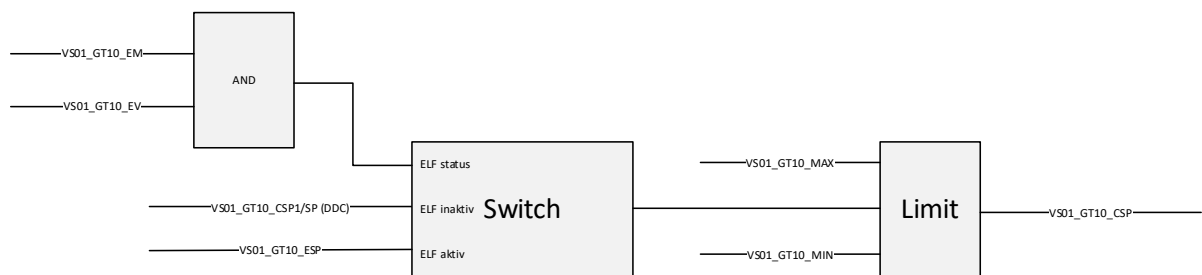 VS01_GT10_EM
AND
VS01_GT10_EV
ELF status
VS01_GT10_MAX
VS01_GT10_CSP1/SP (DDC)
ELF inaktiv
Switch
Limit
VS01_GT10_CSP
VS01_GT10_ESP
ELF aktiv
VS01_GT10_MIN